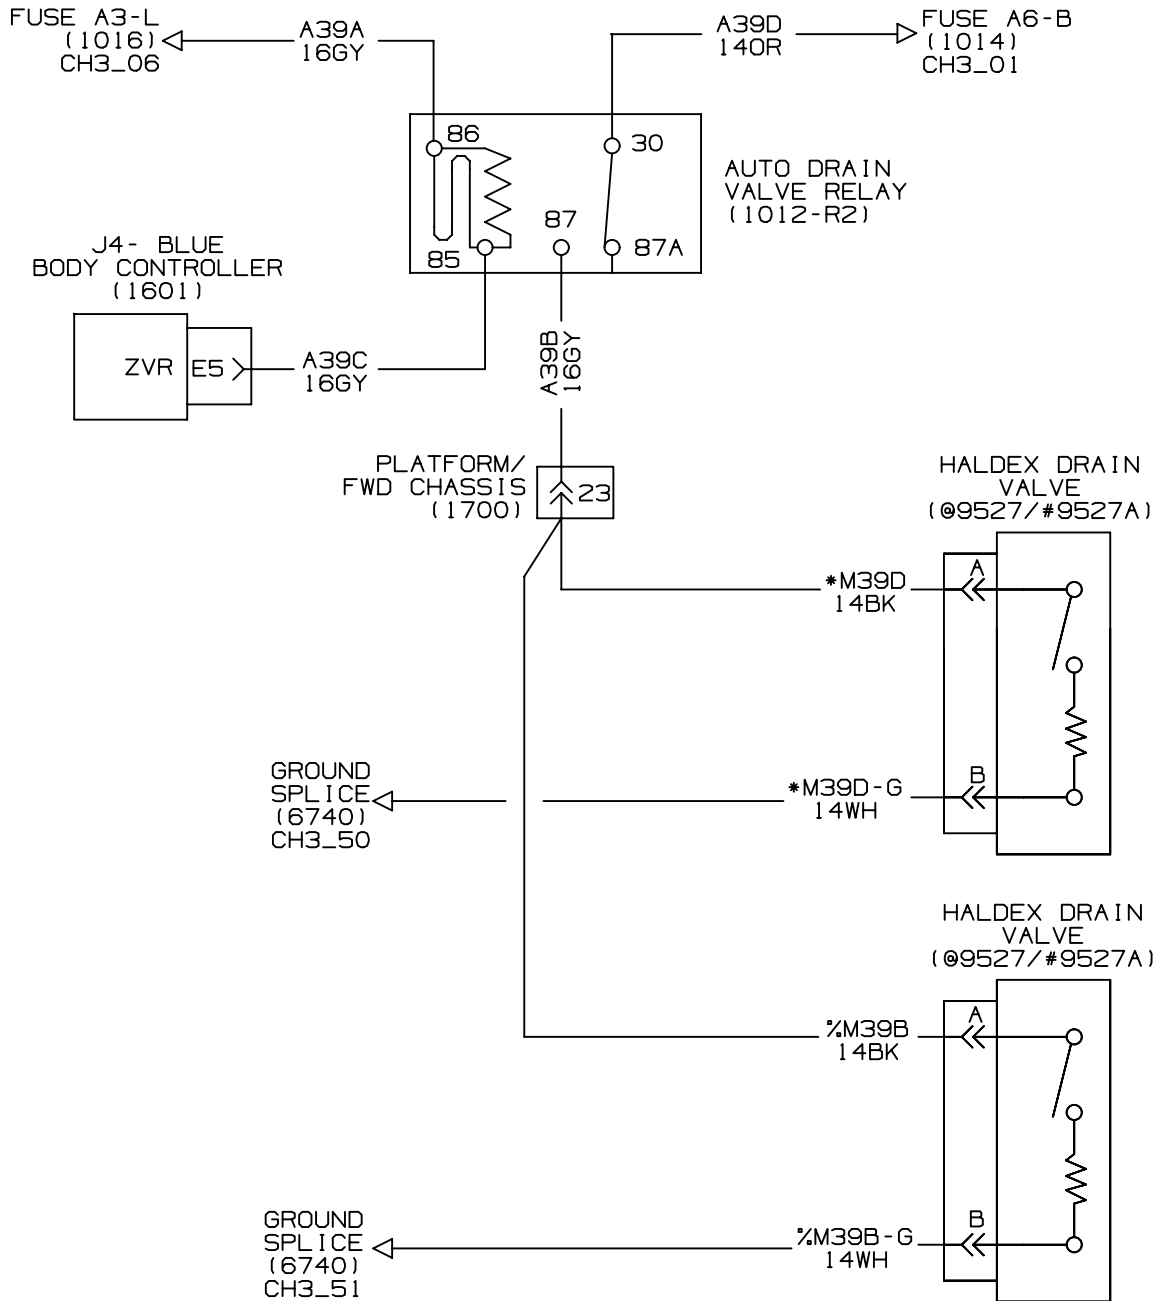 FUSE A3-L
(1016)
CH3_06
A39A
16GY
A39D
14OR
FUSE A6-B
(1014)
CH3_01
86
30
87
85
87A
AUTO DRAIN
VALVE RELAY
(1012-R2)
J4- BLUE
BODY CONTROLLER
(1601)
ZVR
E5
A39C
16GY
A39B
16GY
PLATFORM/
FWD CHASSIS
(1700)
23
HALDEX DRAIN
VALVE
(@9527/#9527A)
*M39D
14BK
A
GROUND
SPLICE
(6740)
CH3_50
*M39D-G
14WH
B
HALDEX DRAIN
VALVE
(@9527/#9527A)
%M39B
14BK
A
GROUND
SPLICE
(6740)
CH3_51
%M39B-G
14WH
B